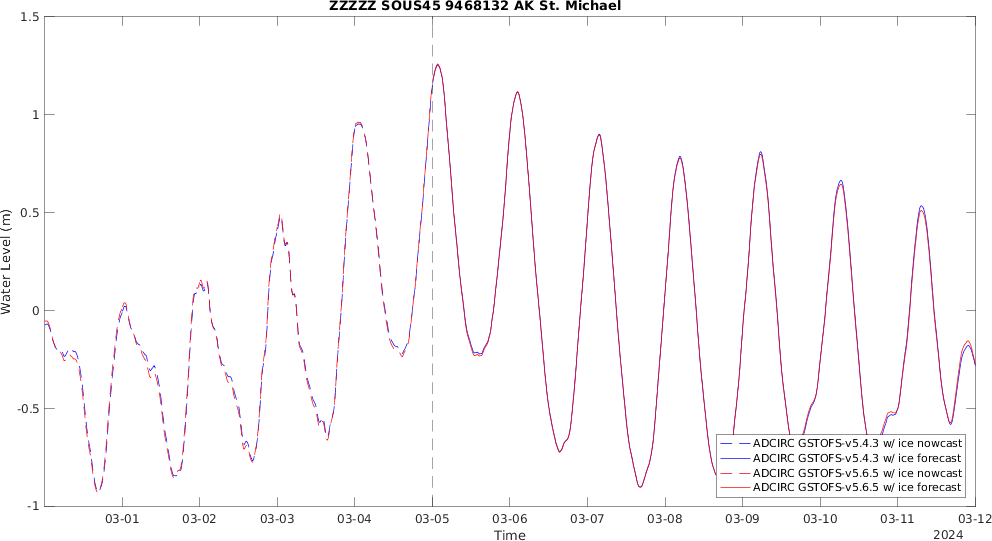 ZZZZZ SOUS45 9468132 AK St. Michael
Water Level (m)
1.5
1
0.5
0
-0.5
-1
03-01 03-02 03-03 03-04 03-05 03-06 03-07 03-08 03-09 03-10 03-11 03-12
Time
2024
ADCIRC GSTOFS-v5.4.3 w/ ice nowcast
ADCIRC GSTOFS-v5.4.3 w/ ice forecast
ADCIRC GSTOFS-v5.6.5 w/ ice nowcast
ADCIRC GSTOFS-v5.6.5 w/ ice forecast